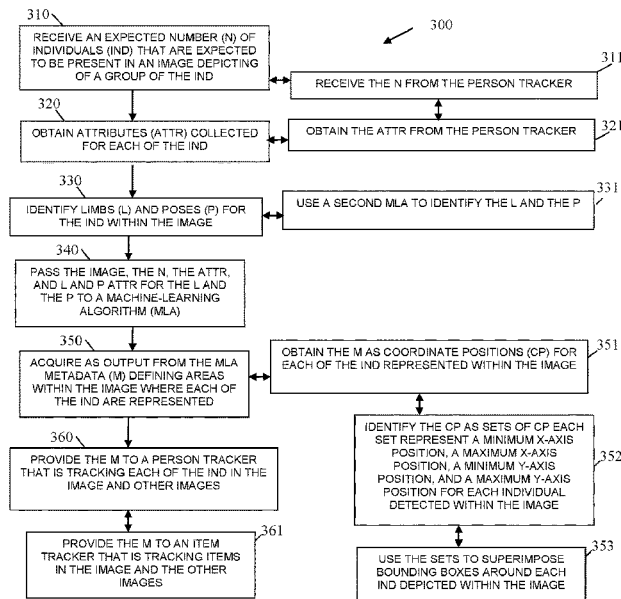 310
RECEIVE AN EXPECTED NUMBER (N) OF
INDIVIDUALS (IND) THAT ARE EXPECTED
TO BE PRESENT IN AN IMAGE DEPICTING
OF A GROUP OF THE IND
300
311
RECEIVE THE N FROM THE PERSON TRACKER
320
OBTAIN ATTRIBUTES (ATTR) COLLECTED
FOR EACH OF THE IND
OBTAIN THE ATTR FROM THE PERSON TRACKER
321
330
IDENTIFY LIMBS (L) AND POSES (P) FOR
THE IND WITHIN THE IMAGE
331
USE A SECOND MLA TO IDENTIFY THE L AND THE P
340
PASS THE IMAGE, THE N, THE ATTR,
AND L AND P ATTR FOR THE L AND
THE P TO A MACHINE-LEARNING
ALGORITHM (MLA)
350
ACQUIRE AS OUTPUT FROM THE MLA
METADATA (M) DEFINING AREAS
WITHIN THE IMAGE WHERE EACH OF
THE IND ARE REPRESENTED
351
OBTAIN THE M AS COORDINATE POSITIONS (CP) FOR
EACH OF THE IND REPRESENTED WITHIN THE IMAGE
IDENTIFY THE CP AS SETS OF CP EACH
SET REPRESENT A MINIMUM X-AXIS
POSITION, A MAXIMUM X-AXIS
POSITION, A MINIMUM Y-AXIS
POSITION, AND A MAXIMUM Y-AXIS
POSITION FOR EACH INDIVIDUAL
DETECTED WITHIN THE IMAGE
352
360
PROVIDE THE M TO A PERSON TRACKER
THAT IS TRACKING EACH OF THE IND IN
THE IMAGE AND OTHER IMAGES
361
PROVIDE THE M TO AN ITEM
TRACKER THAT IS TRACKING ITEMS
IN THE IMAGE AND THE OTHER
IMAGES
353
USE THE SETS TO SUPERIMPOSE
BOUNDING BOXES AROUND EACH
IND DEPICTED WITHIN THE IMAGE